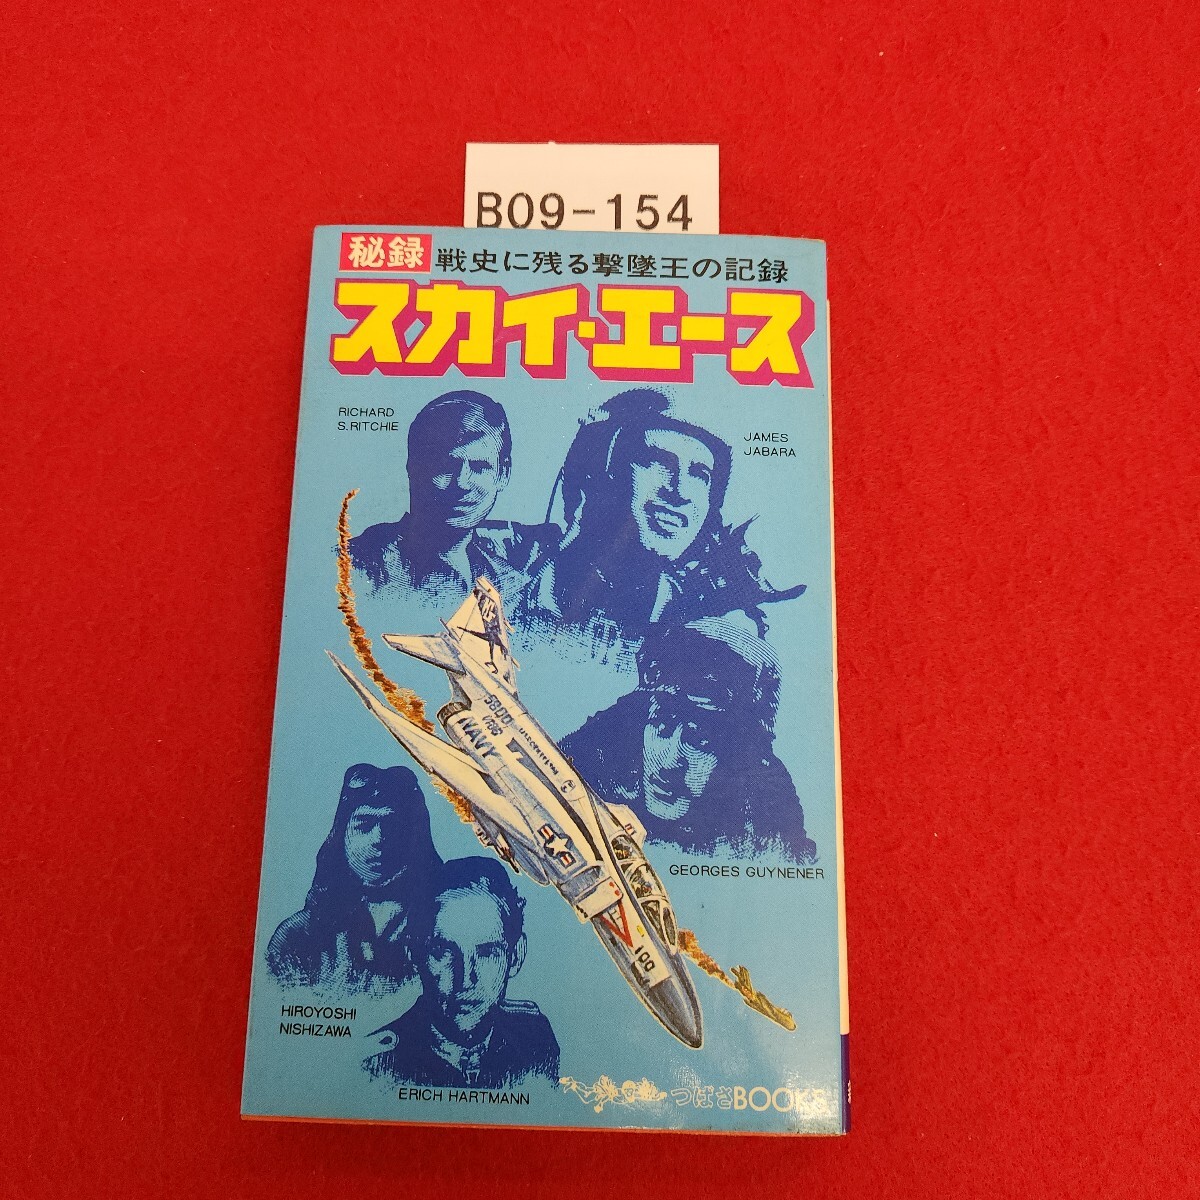 B09-154
秘録 戦史に残る撃墜王の記録
スカイ・エース
RICHARD
S.RITCHIE
JAMES
JABARA
5800
NAVY
GEORGES GUYNENER
100
HIROYOSHI
NISHIZAWA
ERICH HARTMANN
つばさBOOKS